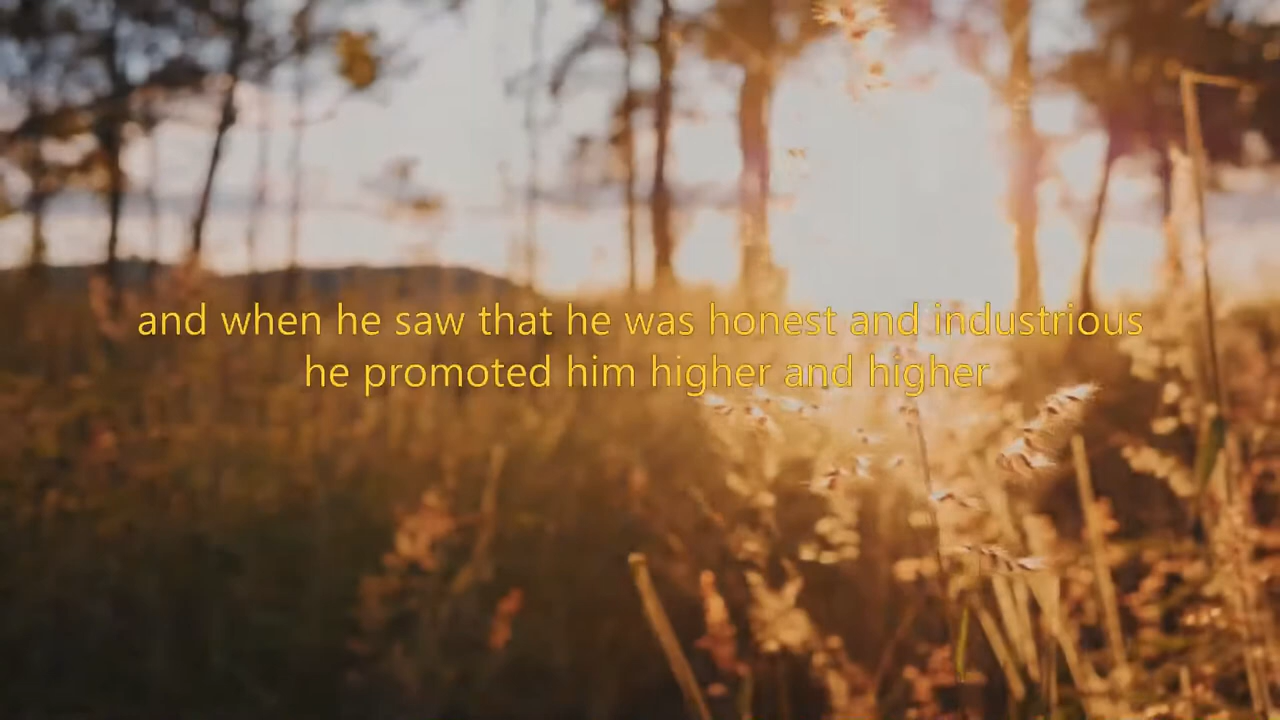 and when he saw that he was honest and industrious
he promoted him higher and higher